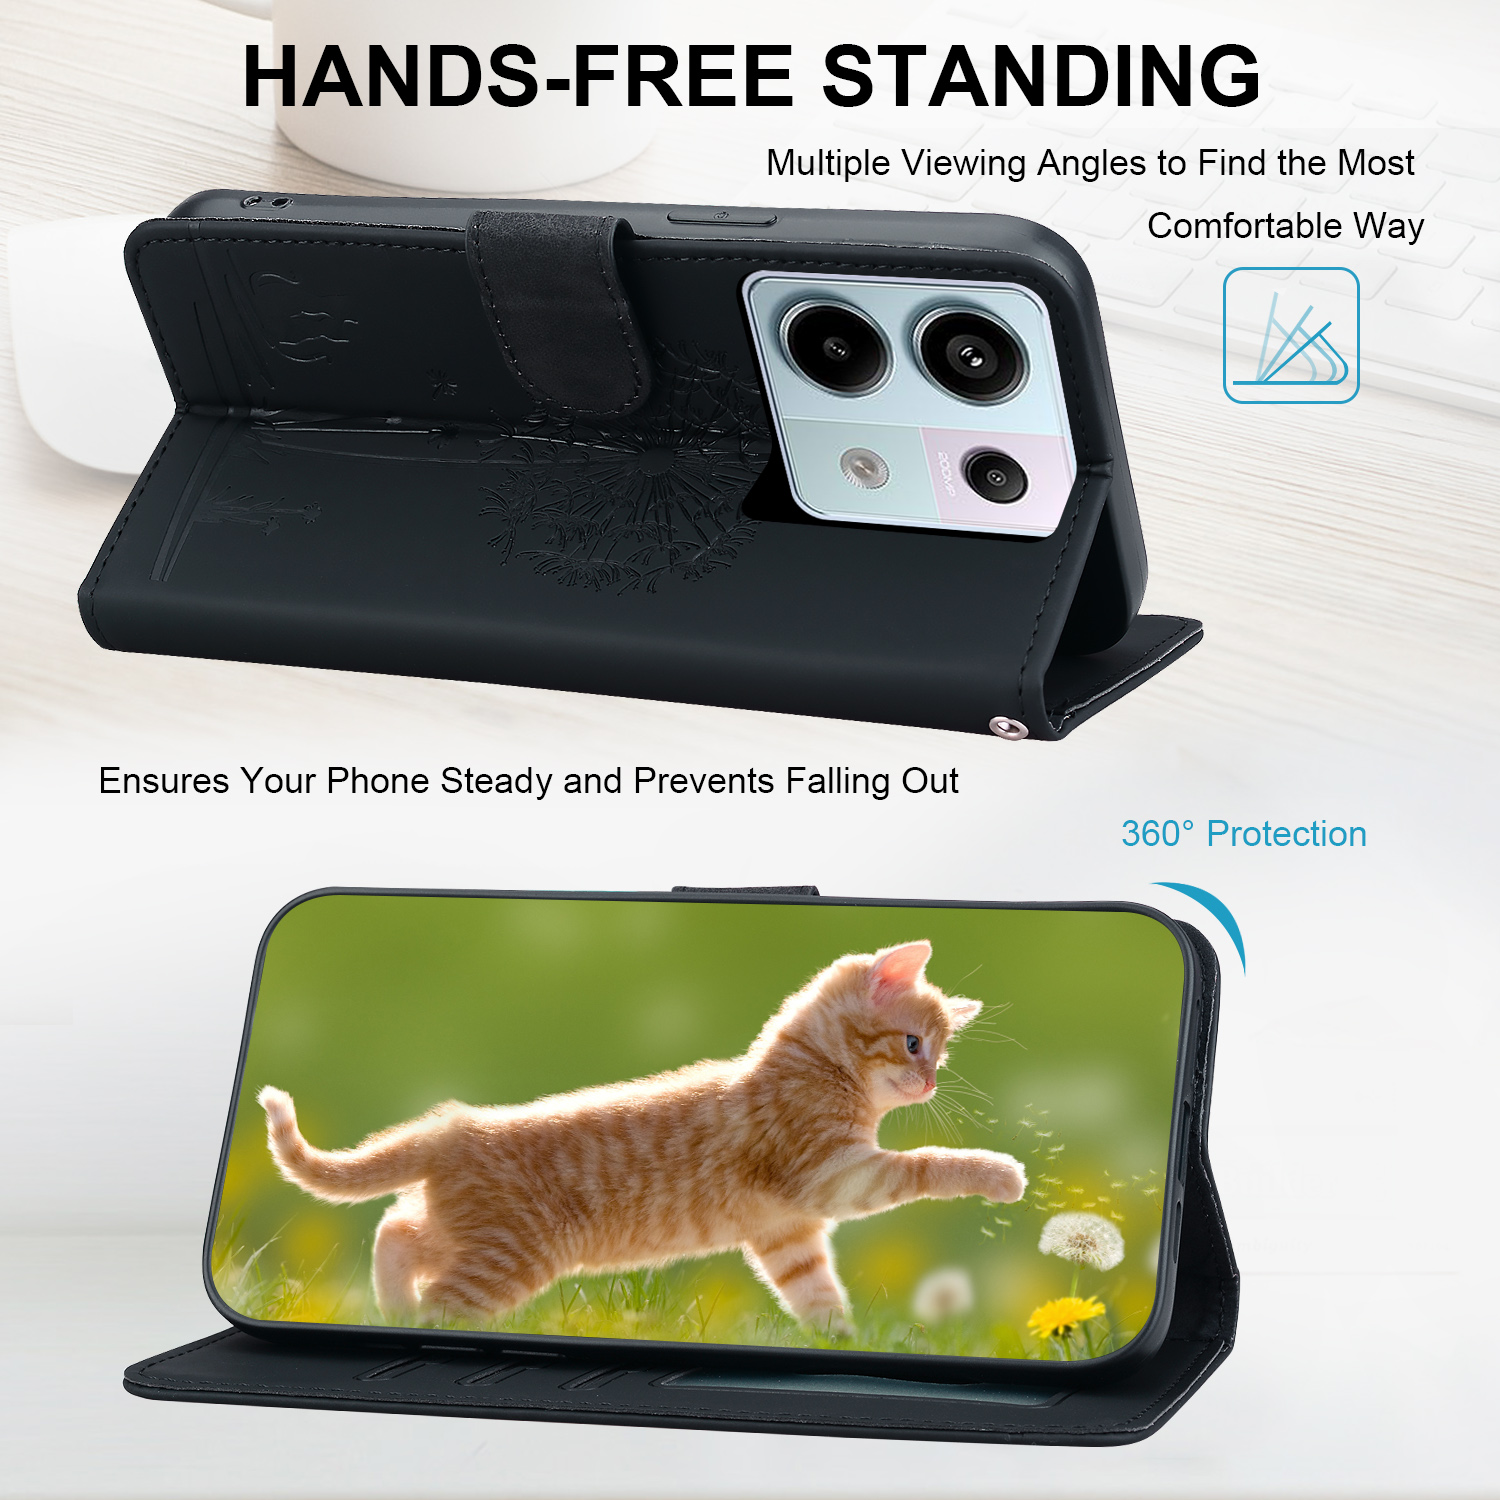 HANDS-FREE STANDING
Multiple Viewing Angles to Find the Most
Comfortable Way
200MP
Ensures Your Phone Steady and Prevents Falling Out
360° Protection